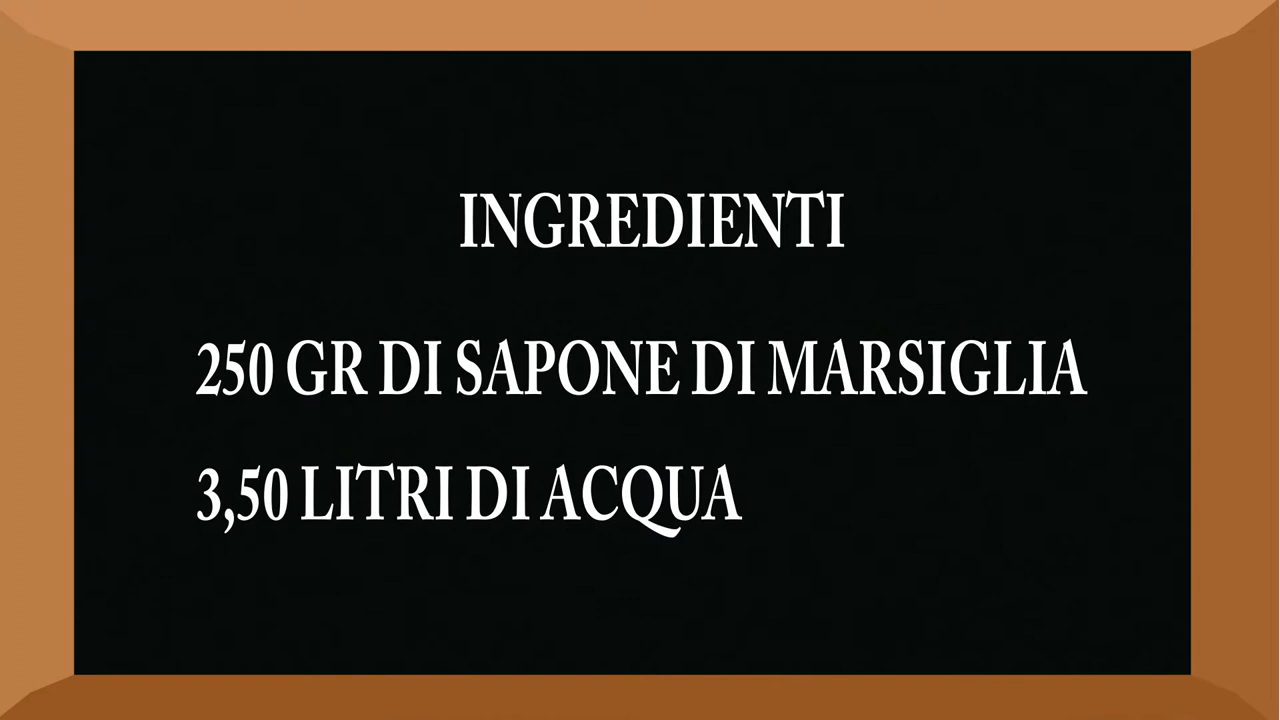 INGREDIENTI
250 GR DI SAPONE DI MARSIGLIA
3,50 LITRI DI ACQUA